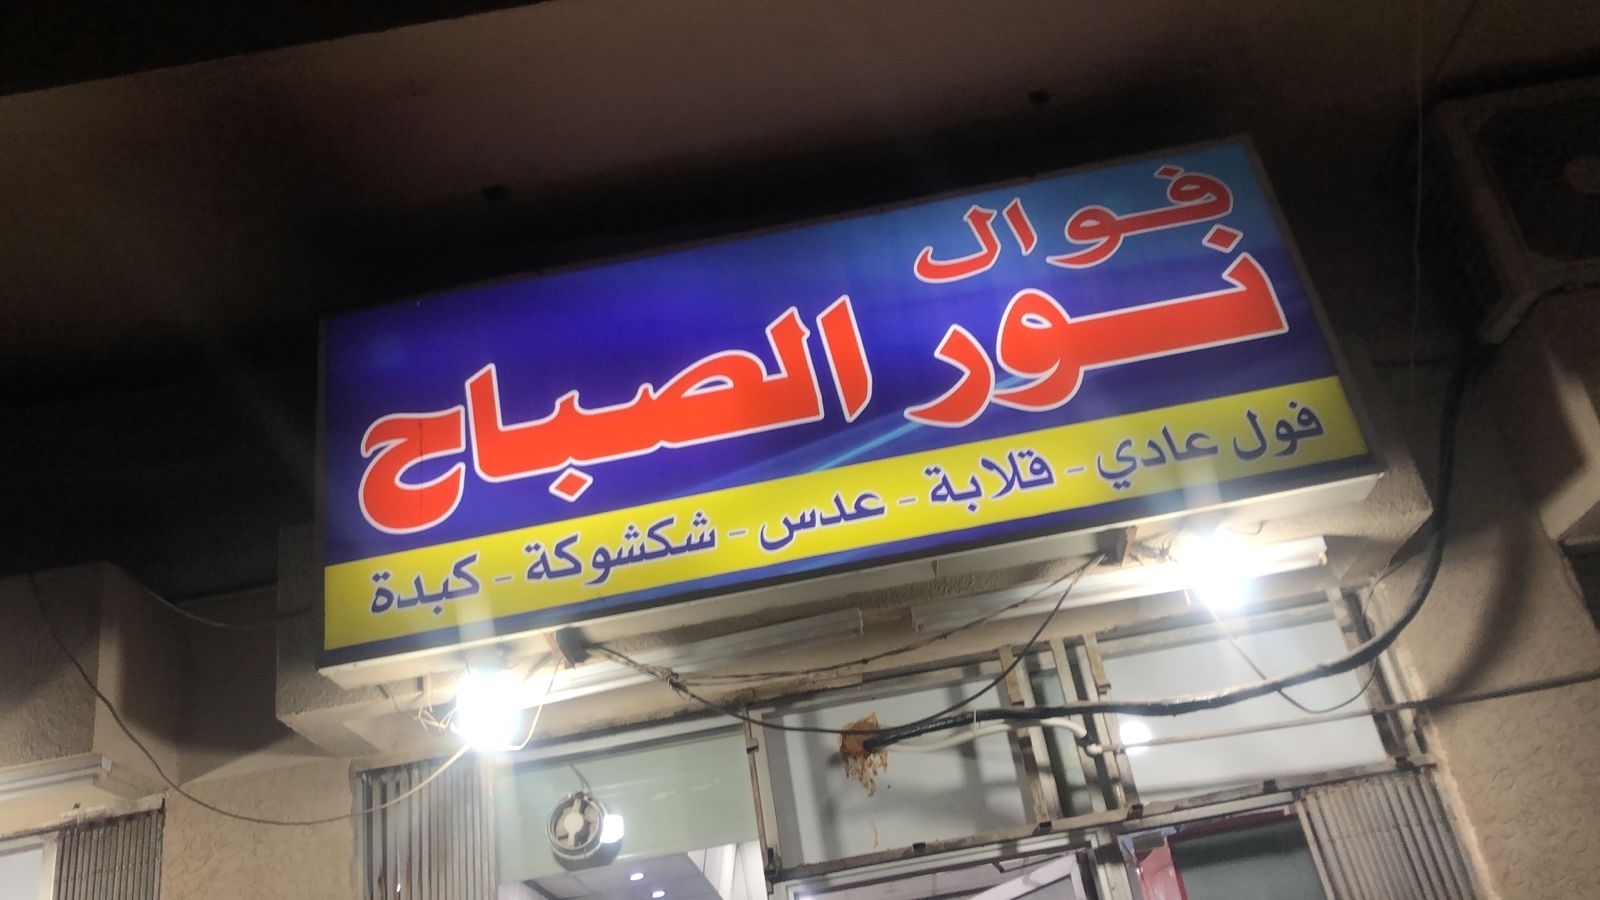 فوال
نور الصباح
فول عادي - قلابة - عدس - شكشوكة - كبدة